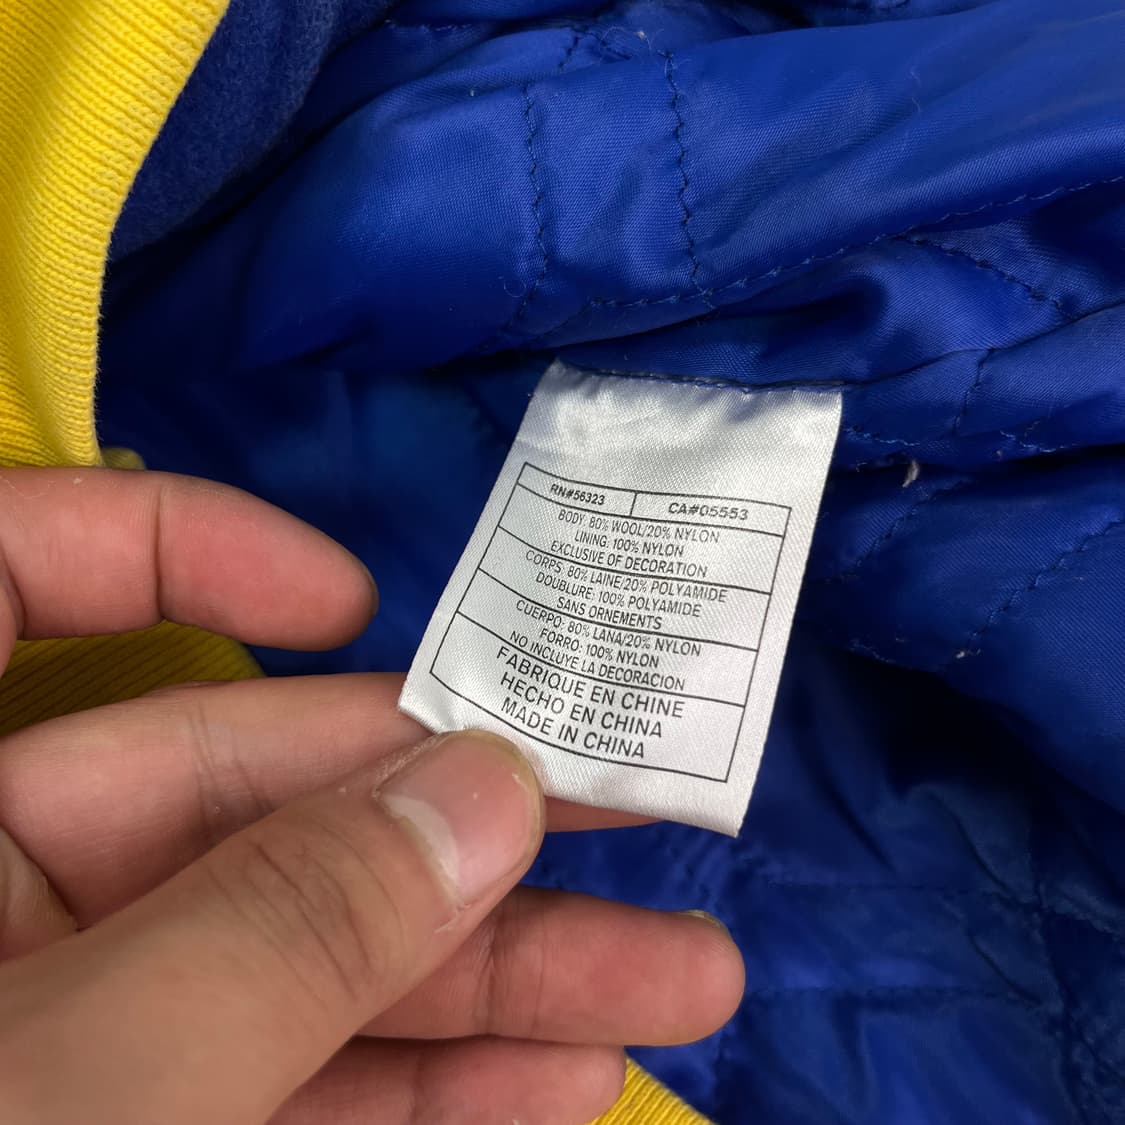 RN#56323 CA#05553
BODY: 80% WOOL/20% NYLON
LINING: 100% NYLON
EXCLUSIVE OF DECORATION
CORPS: 80% LAINE/20% POLYAMIDE
DOUBLURE: 100% POLYAMIDE
SANS ORNEMENTS
CUERPO: 80% LANA/20% NYLON
FORRO: 100% NYLON
NO INCLUYE LA DECORACION
FABRIQUE EN CHINE
HECHO EN CHINA
MADE IN CHINA